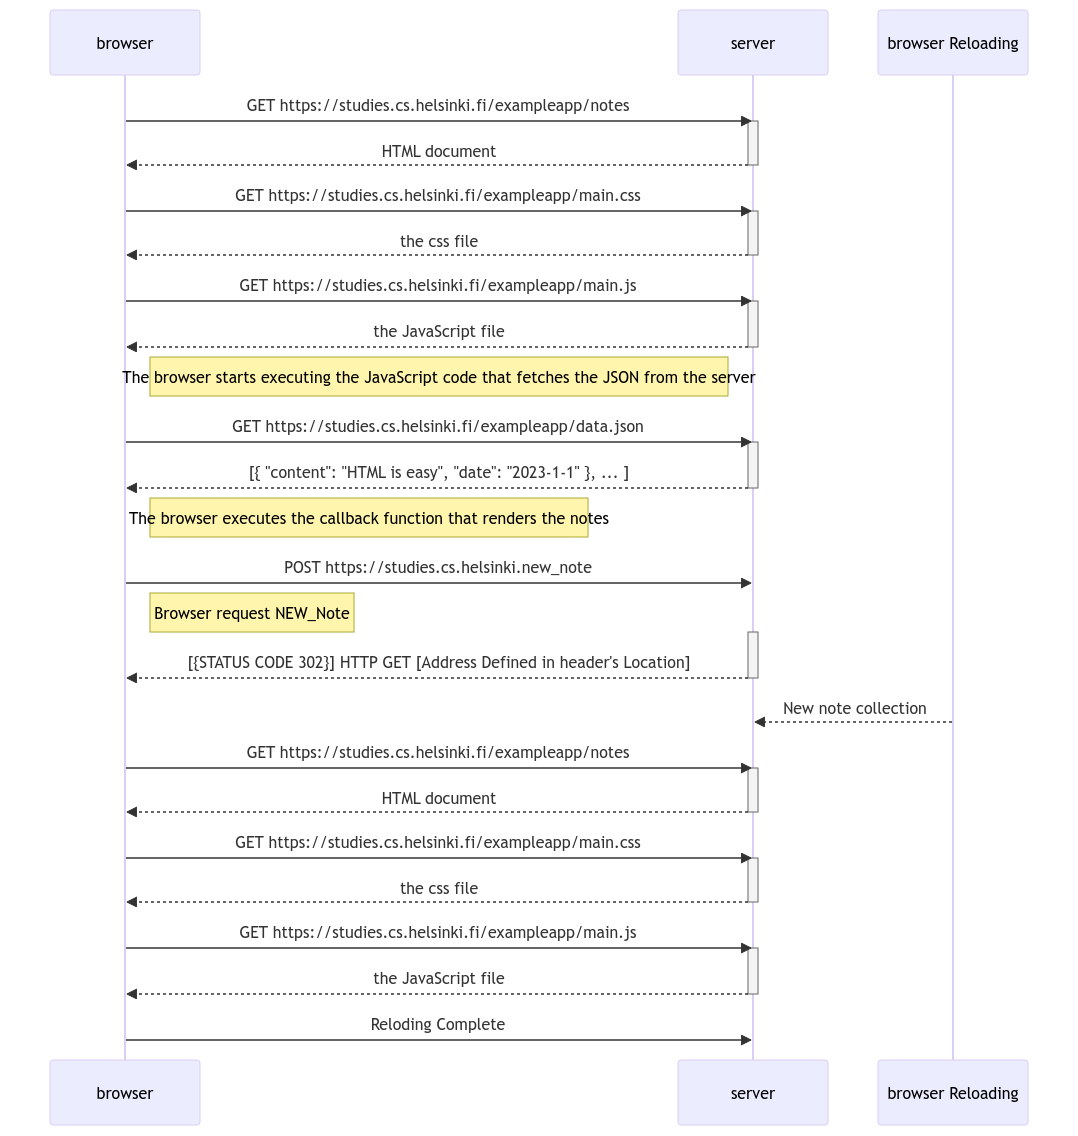 browser
server
browser Reloading
GET https://studies.cs.helsinki.fi/exampleapp/notes
HTML document
GET https://studies.cs.helsinki.fi/exampleapp/main.css
the css file
GET https://studies.cs.helsinki.fi/exampleapp/main.js
the JavaScript file
The browser starts executing the JavaScript code that fetches the JSON from the server
GET https://studies.cs.helsinki.fi/exampleapp/data.json
[{ "content": "HTML is easy", "date": "2023-1-1" }, ... ]
The browser executes the callback function that renders the notes
POST https://studies.cs.helsinki.new_note
Browser request NEW_Note
[{STATUS CODE 302}] HTTP GET [Address Defined in header's Location]
New note collection
GET https://studies.cs.helsinki.fi/exampleapp/notes
HTML document
GET https://studies.cs.helsinki.fi/exampleapp/main.css
the css file
GET https://studies.cs.helsinki.fi/exampleapp/main.js
the JavaScript file
Reloding Complete
browser
server
browser Reloading